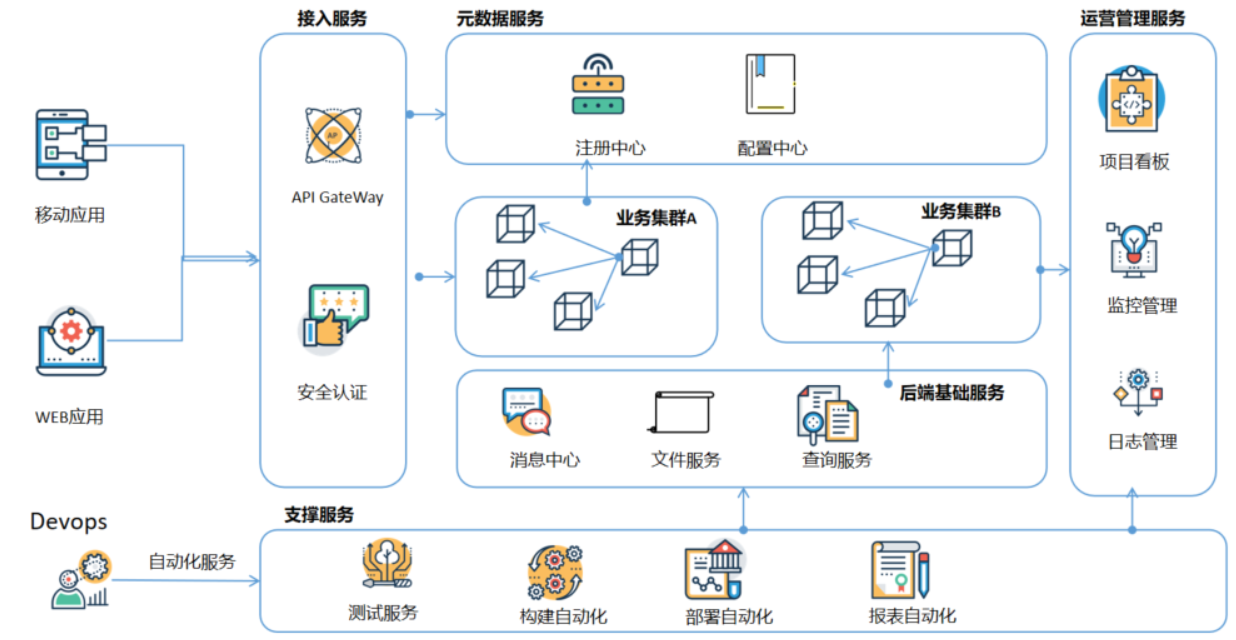 接入服务
元数据服务
运营管理服务
注册中心
配置中心
项目看板
API GateWay
移动应用
业务集群A
业务集群B
监控管理
安全认证
WEB应用
后端基础服务
消息中心
文件服务
查询服务
日志管理
Devops
支撑服务
自动化服务
测试服务
构建自动化
部署自动化
报表自动化
AP